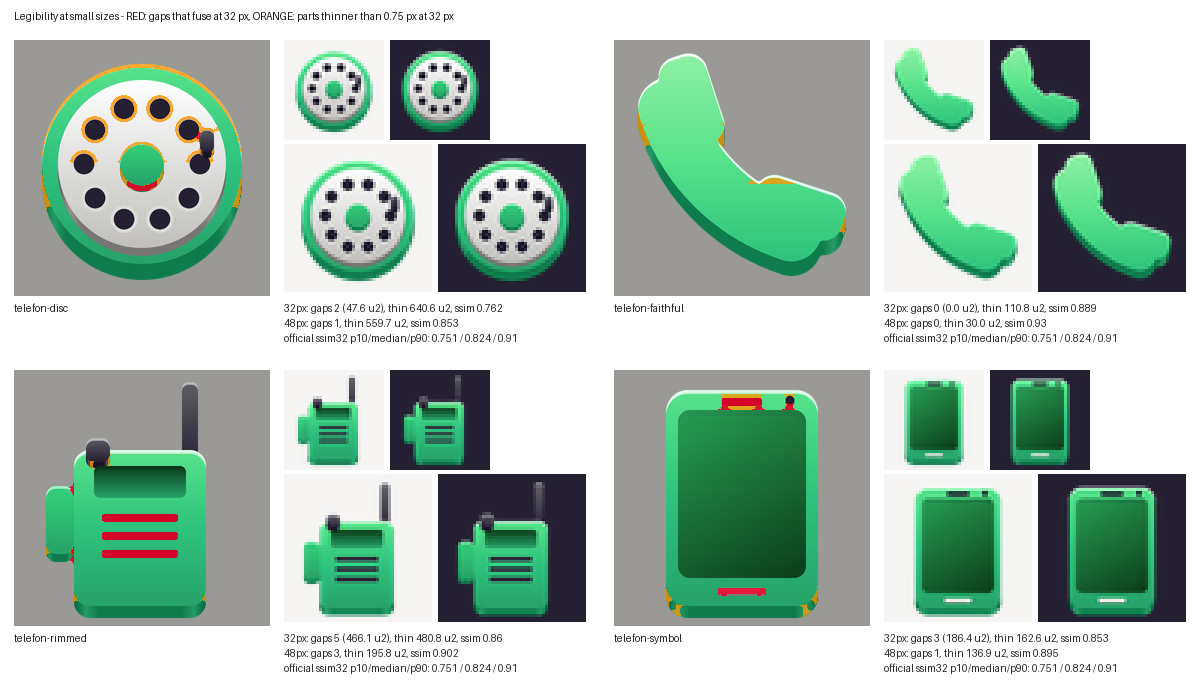 Legibility at small sizes - RED: gaps that fuse at 32 px, ORANGE: parts thinner than 0.75 px at 32 px
telefon-disc
32px: gaps 2 (47.6 u2), thin 640.6 u2, ssim 0.762
48px: gaps 1, thin 559.7 u2, ssim 0.853
official ssim32 p10/median/p90: 0.751 / 0.824 / 0.91
telefon-faithful
32px: gaps 0 (0.0 u2), thin 110.8 u2, ssim 0.889
48px: gaps 0, thin 30.0 u2, ssim 0.93
official ssim32 p10/median/p90: 0.751 / 0.824 / 0.91
telefon-rimmed
32px: gaps 5 (466.1 u2), thin 480.8 u2, ssim 0.86
48px: gaps 3, thin 195.8 u2, ssim 0.902
official ssim32 p10/median/p90: 0.751 / 0.824 / 0.91
telefon-symbol
32px: gaps 3 (186.4 u2), thin 162.6 u2, ssim 0.853
48px: gaps 1, thin 136.9 u2, ssim 0.895
official ssim32 p10/median/p90: 0.751 / 0.824 / 0.91